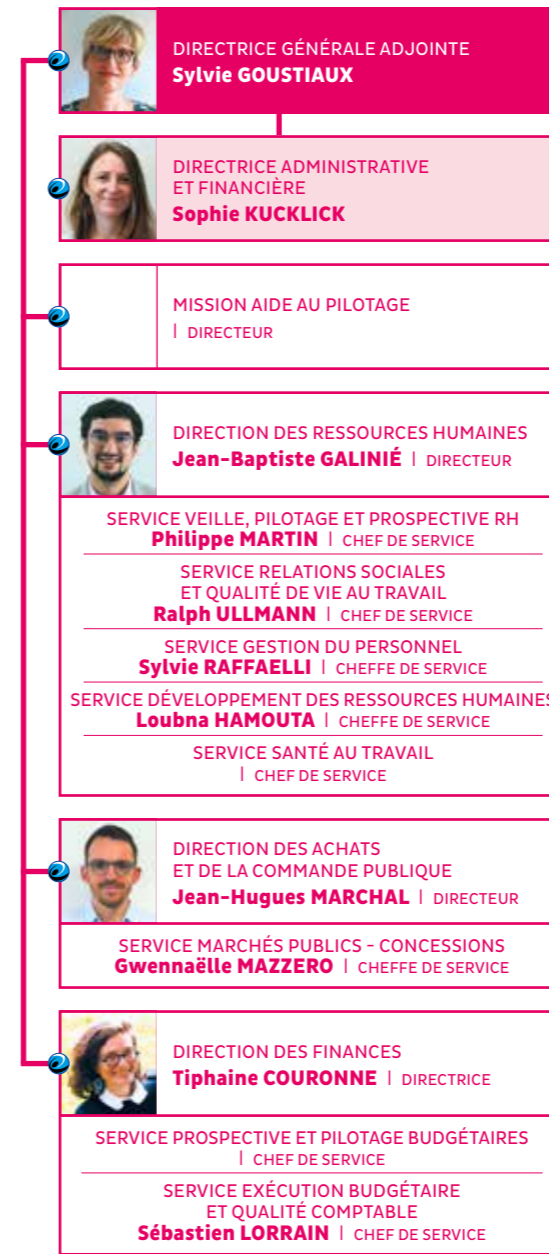 DIRECTRICE GÉNÉRALE ADJOINTE
Sylvie GOUSTIAUX
DIRECTRICE ADMINISTRATIVE
ET FINANCIÈRE
Sophie KUCKLICK
MISSION AIDE AU PILOTAGE
| DIRECTEUR
DIRECTION DES RESSOURCES HUMAINES
Jean-Baptiste GALINIÉ | DIRECTEUR
SERVICE VEILLE, PILOTAGE ET PROSPECTIVE RH
Philippe MARTIN | CHEF DE SERVICE
SERVICE RELATIONS SOCIALES
ET QUALITÉ DE VIE AU TRAVAIL
Ralph ULLMANN | CHEF DE SERVICE
SERVICE GESTION DU PERSONNEL
Sylvie RAFFAELLI | CHEFFE DE SERVICE
SERVICE DÉVELOPPEMENT DES RESSOURCES HUMAINES
Loubna HAMOUTA | CHEFFE DE SERVICE
SERVICE SANTÉ AU TRAVAIL
| CHEF DE SERVICE
DIRECTION DES ACHATS
ET DE LA COMMANDE PUBLIQUE
Jean-Hugues MARCHAL | DIRECTEUR
SERVICE MARCHÉS PUBLICS - CONCESSIONS
Gwennaëlle MAZZERO | CHEFFE DE SERVICE
DIRECTION DES FINANCES
Tiphaine COURONNE | DIRECTRICE
SERVICE PROSPECTIVE ET PILOTAGE BUDGÉTAIRES
| CHEF DE SERVICE
SERVICE EXÉCUTION BUDGÉTAIRE
ET QUALITÉ COMPTABLE
Sébastien LORRAIN | CHEF DE SERVICE